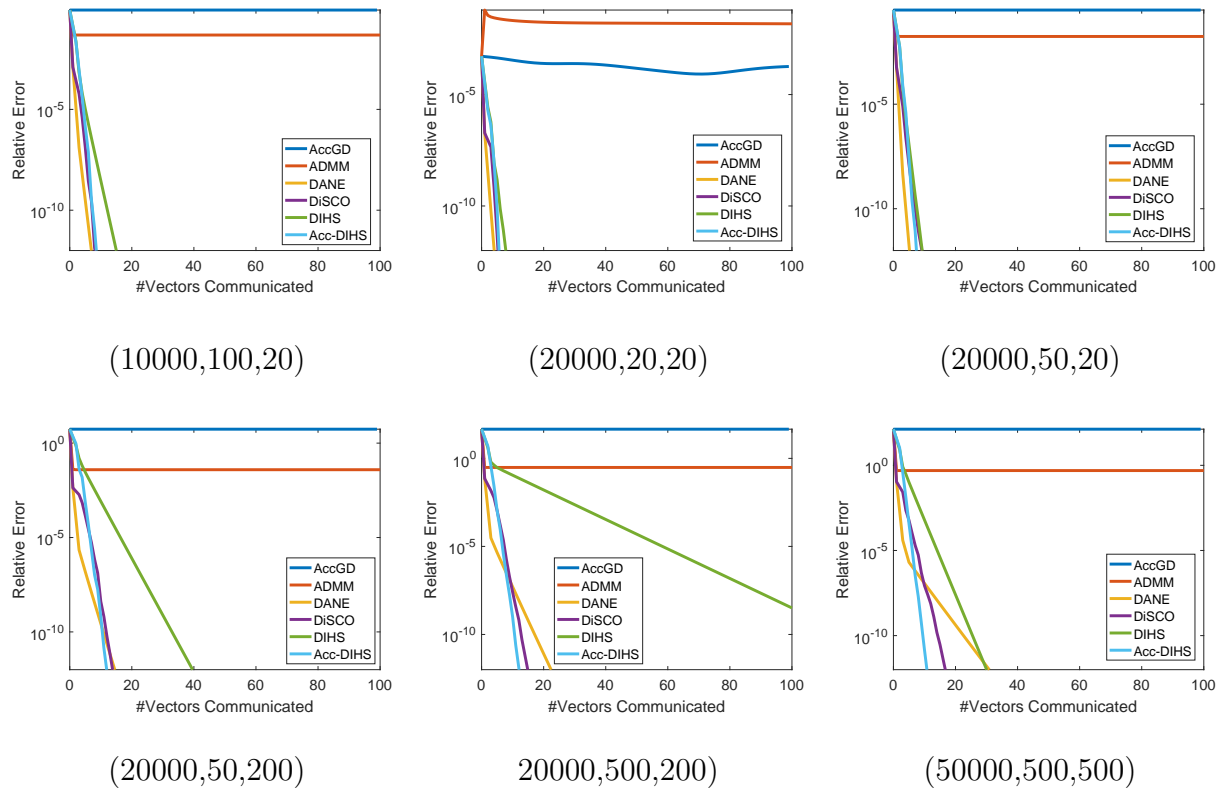 Relative Error
10^-5
10^-10
0 20 40 60 80 100
#Vectors Communicated
AccGD
ADMM
DANE
DiSCO
DIHS
Acc-DIHS
(10000,100,20)
Relative Error
10^-5
10^-10
0 20 40 60 80 100
#Vectors Communicated
AccGD
ADMM
DANE
DiSCO
DIHS
Acc-DIHS
(20000,20,20)
Relative Error
10^-5
10^-10
0 20 40 60 80 100
#Vectors Communicated
AccGD
ADMM
DANE
DiSCO
DIHS
Acc-DIHS
(20000,50,20)
Relative Error
10^0
10^-5
10^-10
0 20 40 60 80 100
#Vectors Communicated
AccGD
ADMM
DANE
DiSCO
DIHS
Acc-DIHS
(20000,50,200)
Relative Error
10^0
10^-5
10^-10
0 20 40 60 80 100
#Vectors Communicated
AccGD
ADMM
DANE
DiSCO
DIHS
Acc-DIHS
20000,500,200)
Relative Error
10^0
10^-5
10^-10
0 20 40 60 80 100
#Vectors Communicated
AccGD
ADMM
DANE
DiSCO
DIHS
Acc-DIHS
(50000,500,500)